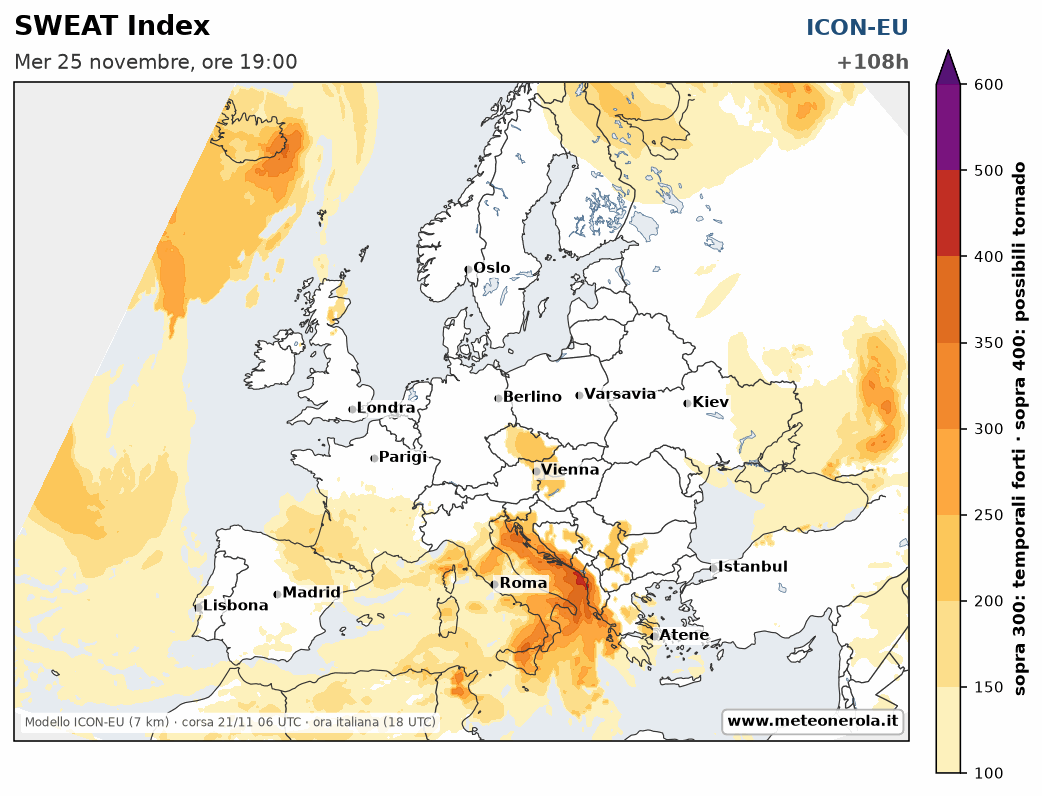 SWEAT Index
ICON-EU
Mer 25 novembre, ore 19:00
+108h
600
500
400
350
300
250
200
150
100
sopra 300: temporali forti · sopra 400: possibili tornado
Oslo
Berlino
Varsavia
Kiev
Londra
Parigi
Vienna
Istanbul
Roma
Madrid
Lisbona
Atene
Modello ICON-EU (7 km) · corsa 21/11 06 UTC · ora italiana (18 UTC)
www.meteonerola.it